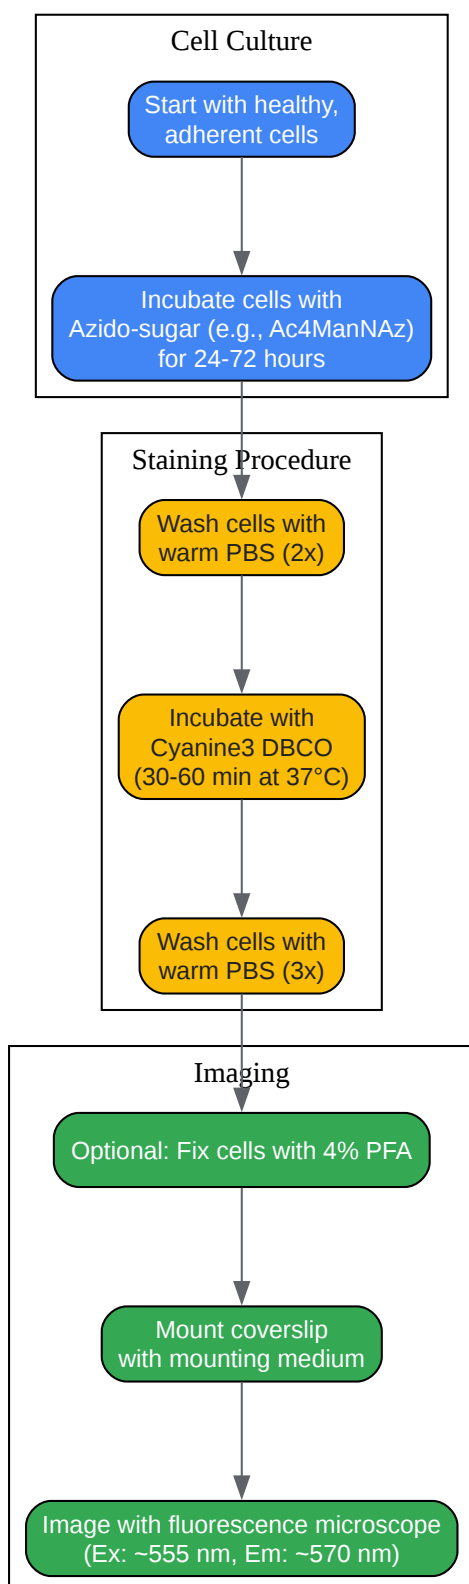 Cell Culture
Start with healthy,
adherent cells
Incubate cells with
Azido-sugar (e.g., Ac4ManNAz)
for 24-72 hours
Staining Procedure
Wash cells with
warm PBS (2x)
Incubate with
Cyanine3 DBCO
(30-60 min at 37°C)
Wash cells with
warm PBS (3x)
Imaging
Optional: Fix cells with 4% PFA
Mount coverslip
with mounting medium
Image with fluorescence microscope
(Ex: ~555 nm, Em: ~570 nm)